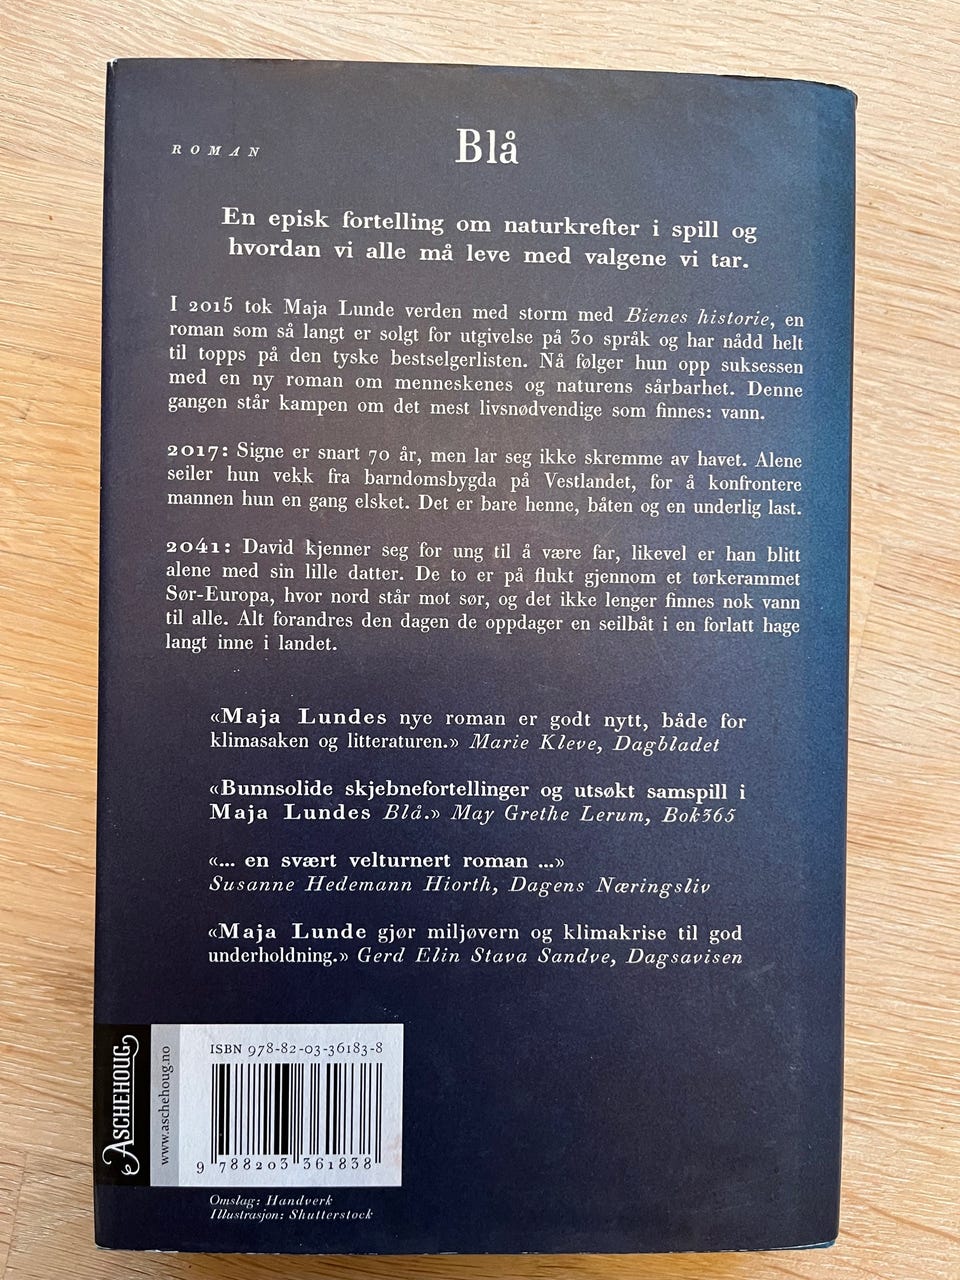 ROMAN
Blå
En episk fortelling om naturkrefter i spill og
hvordan vi alle må leve med valgene vi tar.
I 2015 tok Maja Lunde verden med storm med Bienes historie, en
roman som så langt er solgt for utgivelse på 30 språk og har nådd helt
til topps på den tyske bestselgerlisten. Nå følger hun opp suksessen
med en ny roman om menneskenes og naturens sårbarhet. Denne
gangen står kampen om det mest livsnødvendige som finnes: vann.
2017: Signe er snart 70 år, men lar seg ikke skremme av havet. Alene
seiler hun vekk fra barndomsbygda på Vestlandet, for å konfrontere
mannen hun en gang elsket. Det er bare henne, båten og en underlig last.
2041: David kjenner seg for ung til å være far, likevel er han blitt
alene med sin lille datter. De to er på flukt gjennom et tørkerammet
Sør-Europa, hvor nord står mot sør, og det ikke lenger finnes nok vann
til alle. Alt forandres den dagen de oppdager en seilbåt i en forlatt hage
langt inne i landet.
«Maja Lundes nye roman er godt nytt, både for
klimasaken og litteraturen.» Marie Kleve, Dagbladet
«Bunnsolide skjebnefortellinger og utsøkt samspill i
Maja Lundes Blå.» May Grethe Lerum, Bok365
«... en svært velturnert roman ...»
Susanne Hedemann Hiorth, Dagens Næringsliv
«Maja Lunde gjør miljøvern og klimakrise til god
underholdning.» Gerd Elin Stava Sandve, Dagsavisen
ASCHEHOUG
www.aschehoug.no
ISBN 978-82-03-36183-8
9 788203 361838
Omslag: Handverk
Illustrasjon: Shutterstock